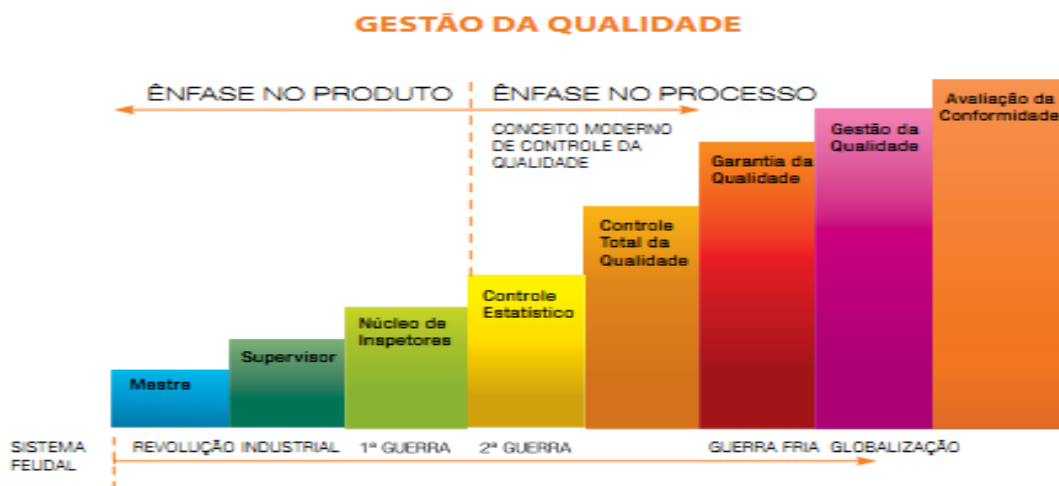 GESTÃO DA QUALIDADE
ÊNFASE NO PRODUTO
ÊNFASE NO PROCESSO
CONCEITO MODERNO
DE CONTROLE DA
QUALIDADE
Mestre
Supervisor
Núcleo de
Inspetores
Controle
Estatístico
Controle
Total da
Qualidade
Garantia da
Qualidade
Gestão da
Qualidade
Avaliação da
Conformidade
SISTEMA
FEUDAL
REVOLUÇÃO INDUSTRIAL
1ª GUERRA
2ª GUERRA
GUERRA FRIA
GLOBALIZAÇÃO